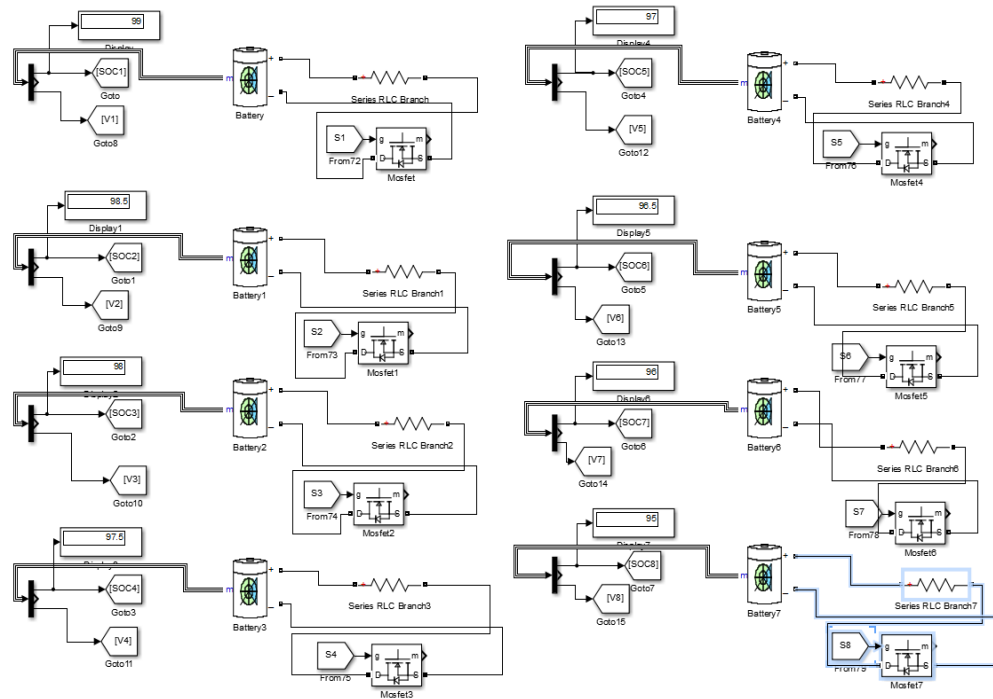 99
Display
[SOC1]
Goto
[V1]
Goto8
m
+
_
Battery
Series RLC Branch
S1
From72
g
m
D
S
Mosfet
98.5
Display1
[SOC2]
Goto1
[V2]
Goto9
m
+
_
Battery1
Series RLC Branch1
S2
From73
g
m
D
S
Mosfet1
98
[SOC3]
Goto2
[V3]
Goto10
m
+
_
Battery2
Series RLC Branch2
S3
From74
g
m
D
S
Mosfet2
97.5
[SOC4]
Goto3
[V4]
Goto11
m
+
_
Battery3
Series RLC Branch3
S4
From75
g
m
D
S
Mosfet3
97
Display4
[SOC5]
Goto4
[V5]
Goto12
m
+
_
Battery4
Series RLC Branch4
S5
From76
g
m
D
S
Mosfet4
96.5
Display5
[SOC6]
Goto5
[V6]
Goto13
m
+
_
Battery5
Series RLC Branch5
S6
From77
g
m
D
S
Mosfet5
96
Display6
[SOC7]
Goto6
[V7]
Goto14
m
+
_
Battery6
Series RLC Branch6
S7
From78
g
m
D
S
Mosfet6
95
Display7
[SOC8]
Goto7
[V8]
Goto15
m
+
_
Battery7
Series RLC Branch7
S8
From79
g
m
D
S
Mosfet7